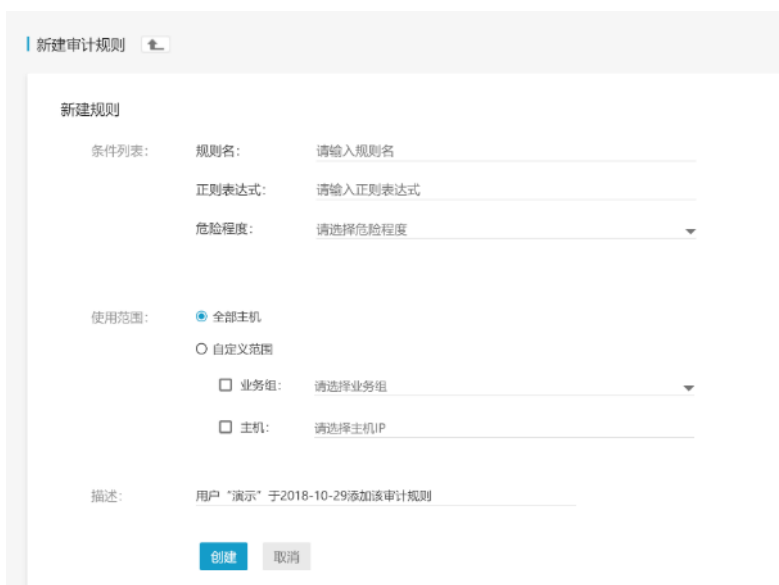 新建审计规则
新建规则
条件列表： 规则名： 请输入规则名
正则表达式： 请输入正则表达式
危险程度： 请选择危险程度
使用范围： 全部主机
自定义范围
业务组： 请选择业务组
主机： 请选择主机IP
描述： 用户“演示”于2018-10-29添加该审计规则
创建 取消